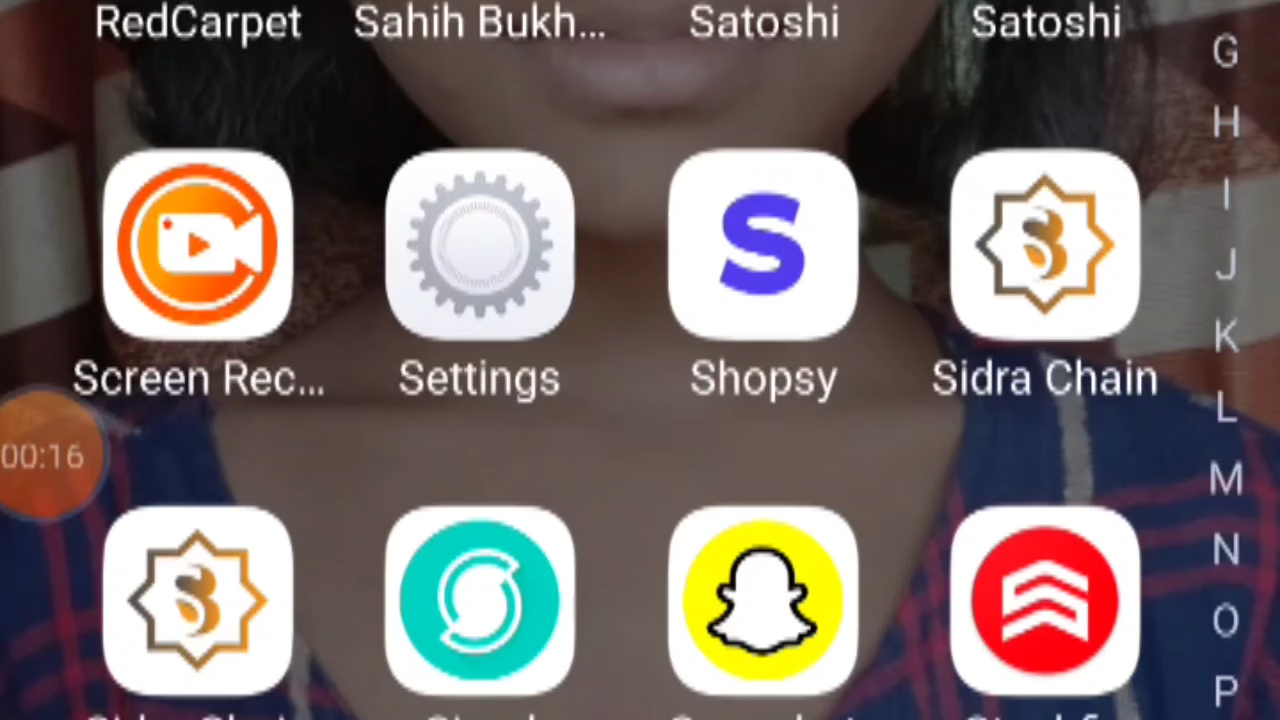 RedCarpet Sahih Bukh... Satoshi Satoshi
G
H
I
J
Screen Rec... Settings Shopsy Sidra Chain
K
L
00:16
M
N
O
P